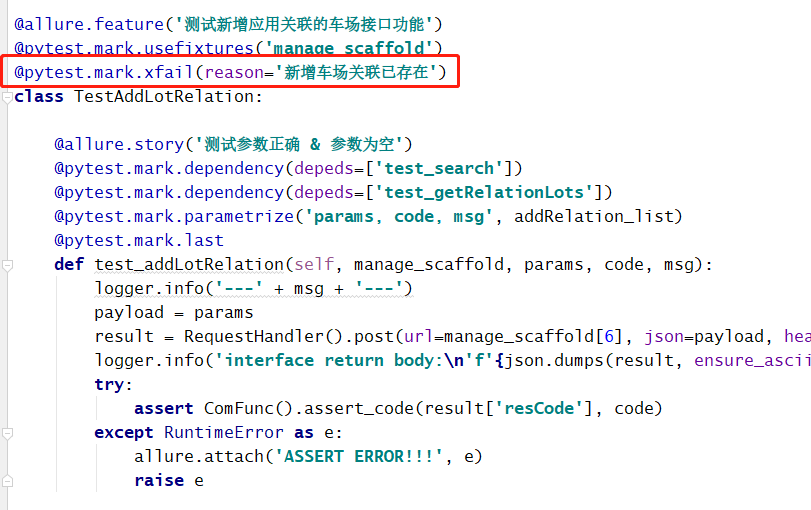 @allure.feature('测试新增应用关联的车场接口功能')
@pytest.mark.usefixtures('manage_scaffold')
@pytest.mark.xfail(reason='新增车场关联已存在')
class TestAddLotRelation:
@allure.story('测试参数正确 & 参数为空')
@pytest.mark.dependency(depeds=['test_search'])
@pytest.mark.dependency(depeds=['test_getRelationLots'])
@pytest.mark.parametrize('params, code, msg', addRelation_list)
@pytest.mark.last
def test_addLotRelation(self, manage_scaffold, params, code, msg):
logger.info('---' + msg + '---')
payload = params
result = RequestHandler().post(url=manage_scaffold[6], json=payload, hea
logger.info('interface return body:\n'f'{json.dumps(result, ensure_ascii
try:
assert ComFunc().assert_code(result['resCode'], code)
except RuntimeError as e:
allure.attach('ASSERT ERROR!!!', e)
raise e